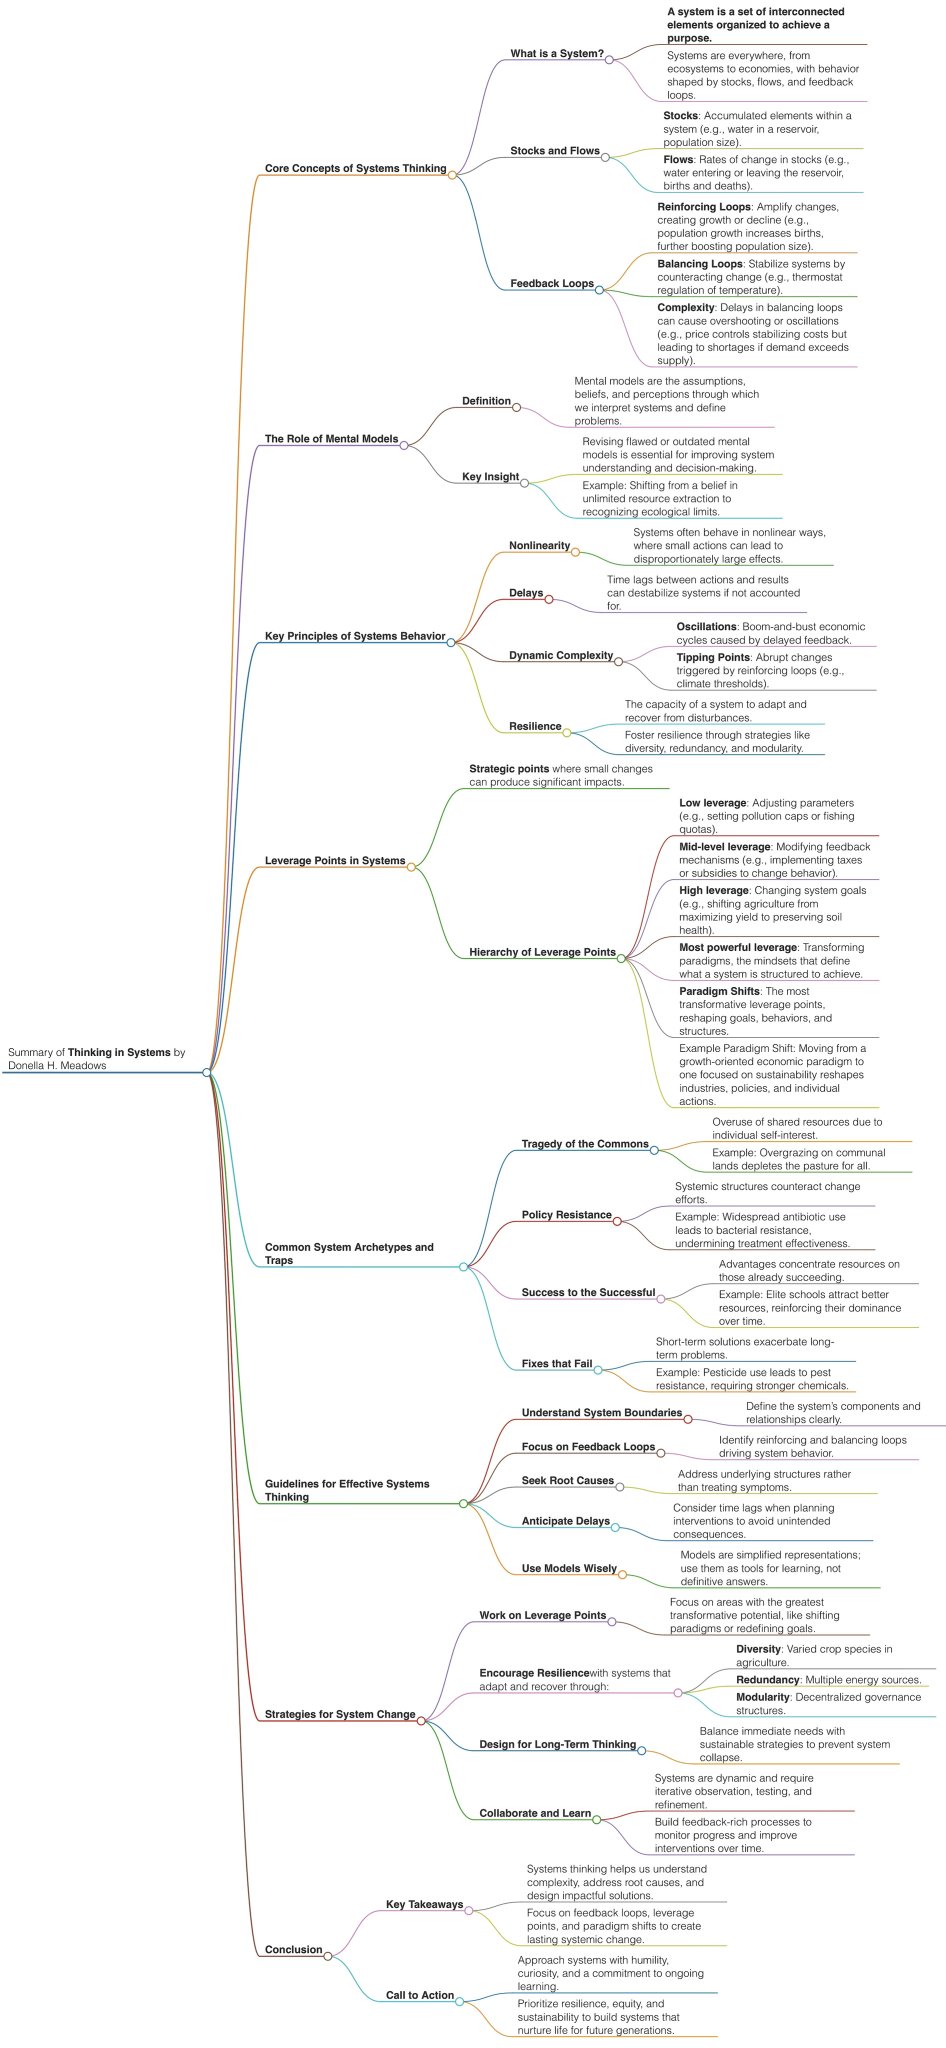 Summary of Thinking in Systems by
Donella H. Meadows
Core Concepts of Systems Thinking
What is a System?
A system is a set of interconnected
elements organized to achieve a
purpose.
Systems are everywhere, from
ecosystems to economies, with behavior
shaped by stocks, flows, and feedback
loops.
Stocks and Flows
Stocks: Accumulated elements within a
system (e.g., water in a reservoir,
population size).
Flows: Rates of change in stocks (e.g.,
water entering or leaving the reservoir,
births and deaths).
Feedback Loops
Reinforcing Loops: Amplify changes,
creating growth or decline (e.g.,
population growth increases births,
further boosting population size).
Balancing Loops: Stabilize systems by
counteracting change (e.g., thermostat
regulation of temperature).
Complexity: Delays in balancing loops
can cause overshooting or oscillations
(e.g., price controls stabilizing costs but
leading to shortages if demand exceeds
supply).
The Role of Mental Models
Definition
Mental models are the assumptions,
beliefs, and perceptions through which
we interpret systems and define
problems.
Key Insight
Revising flawed or outdated mental
models is essential for improving system
understanding and decision-making.
Example: Shifting from a belief in
unlimited resource extraction to
recognizing ecological limits.
Key Principles of Systems Behavior
Nonlinearity
Systems often behave in nonlinear ways,
where small actions can lead to
disproportionately large effects.
Delays
Time lags between actions and results
can destabilize systems if not accounted
for.
Dynamic Complexity
Oscillations: Boom-and-bust economic
cycles caused by delayed feedback.
Tipping Points: Abrupt changes
triggered by reinforcing loops (e.g.,
climate thresholds).
Resilience
The capacity of a system to adapt and
recover from disturbances.
Foster resilience through strategies like
diversity, redundancy, and modularity.
Leverage Points in Systems
Strategic points where small changes
can produce significant impacts.
Hierarchy of Leverage Points
Low leverage: Adjusting parameters
(e.g., setting pollution caps or fishing
quotas).
Mid-level leverage: Modifying feedback
mechanisms (e.g., implementing taxes
or subsidies to change behavior).
High leverage: Changing system goals
(e.g., shifting agriculture from
maximizing yield to preserving soil
health).
Most powerful leverage: Transforming
paradigms, the mindsets that define
what a system is structured to achieve.
Paradigm Shifts: The most
transformative leverage points,
reshaping goals, behaviors, and
structures.
Example Paradigm Shift: Moving from a
growth-oriented economic paradigm to
one focused on sustainability reshapes
industries, policies, and individual
actions.
Common System Archetypes and
Traps
Tragedy of the Commons
Overuse of shared resources due to
individual self-interest.
Example: Overgrazing on communal
lands depletes the pasture for all.
Policy Resistance
Systemic structures counteract change
efforts.
Example: Widespread antibiotic use
leads to bacterial resistance,
undermining treatment effectiveness.
Success to the Successful
Advantages concentrate resources on
those already succeeding.
Example: Elite schools attract better
resources, reinforcing their dominance
over time.
Fixes that Fail
Short-term solutions exacerbate long-
term problems.
Example: Pesticide use leads to pest
resistance, requiring stronger chemicals.
Guidelines for Effective Systems
Thinking
Understand System Boundaries
Define the system's components and
relationships clearly.
Focus on Feedback Loops
Identify reinforcing and balancing loops
driving system behavior.
Seek Root Causes
Address underlying structures rather
than treating symptoms.
Anticipate Delays
Consider time lags when planning
interventions to avoid unintended
consequences.
Use Models Wisely
Models are simplified representations;
use them as tools for learning, not
definitive answers.
Strategies for System Change
Work on Leverage Points
Focus on areas with the greatest
transformative potential, like shifting
paradigms or redefining goals.
Encourage Resiliencewith systems that
adapt and recover through:
Diversity: Varied crop species in
agriculture.
Redundancy: Multiple energy sources.
Modularity: Decentralized governance
structures.
Design for Long-Term Thinking
Balance immediate needs with
sustainable strategies to prevent system
collapse.
Collaborate and Learn
Systems are dynamic and require
iterative observation, testing, and
refinement.
Build feedback-rich processes to
monitor progress and improve
interventions over time.
Conclusion
Key Takeaways
Systems thinking helps us understand
complexity, address root causes, and
design impactful solutions.
Focus on feedback loops, leverage
points, and paradigm shifts to create
lasting systemic change.
Call to Action
Approach systems with humility,
curiosity, and a commitment to ongoing
learning.
Prioritize resilience, equity, and
sustainability to build systems that
nurture life for future generations.